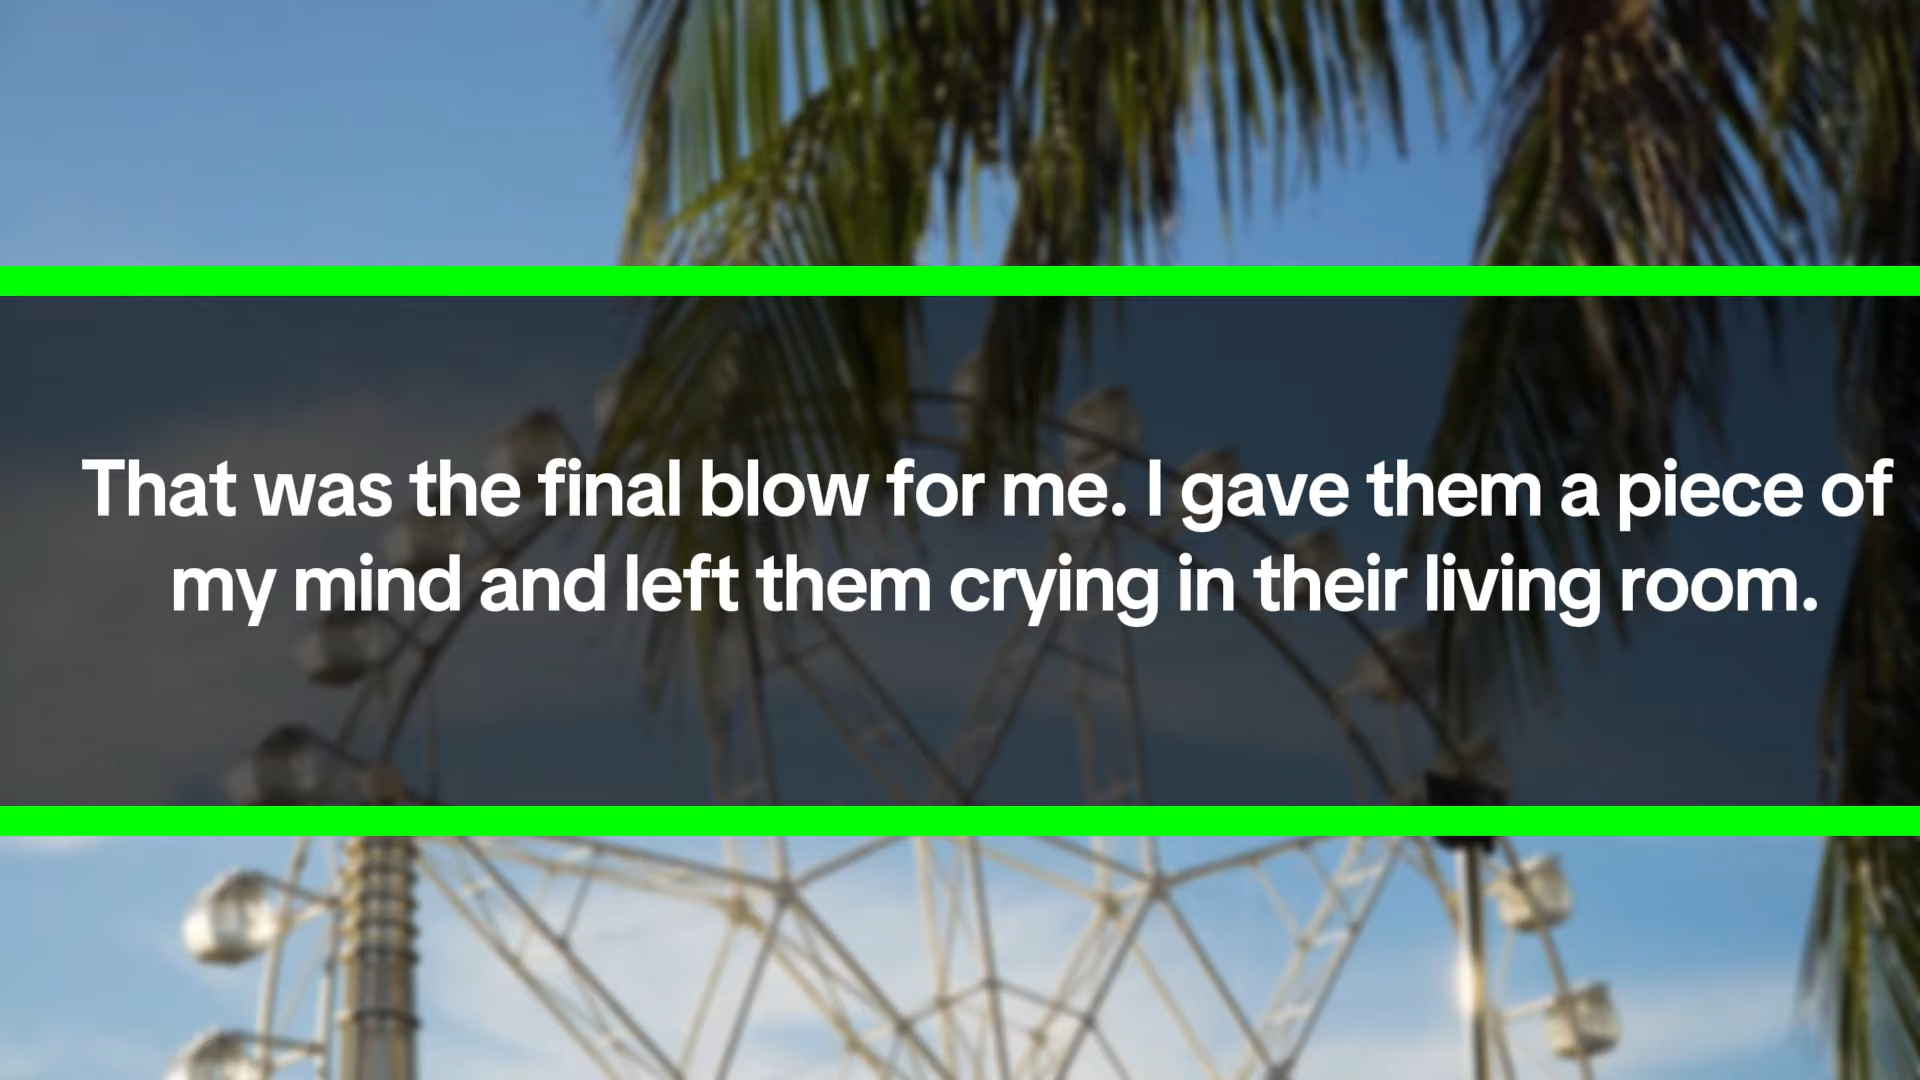 That was the final blow for me. I gave them a piece of
my mind and left them crying in their living room.